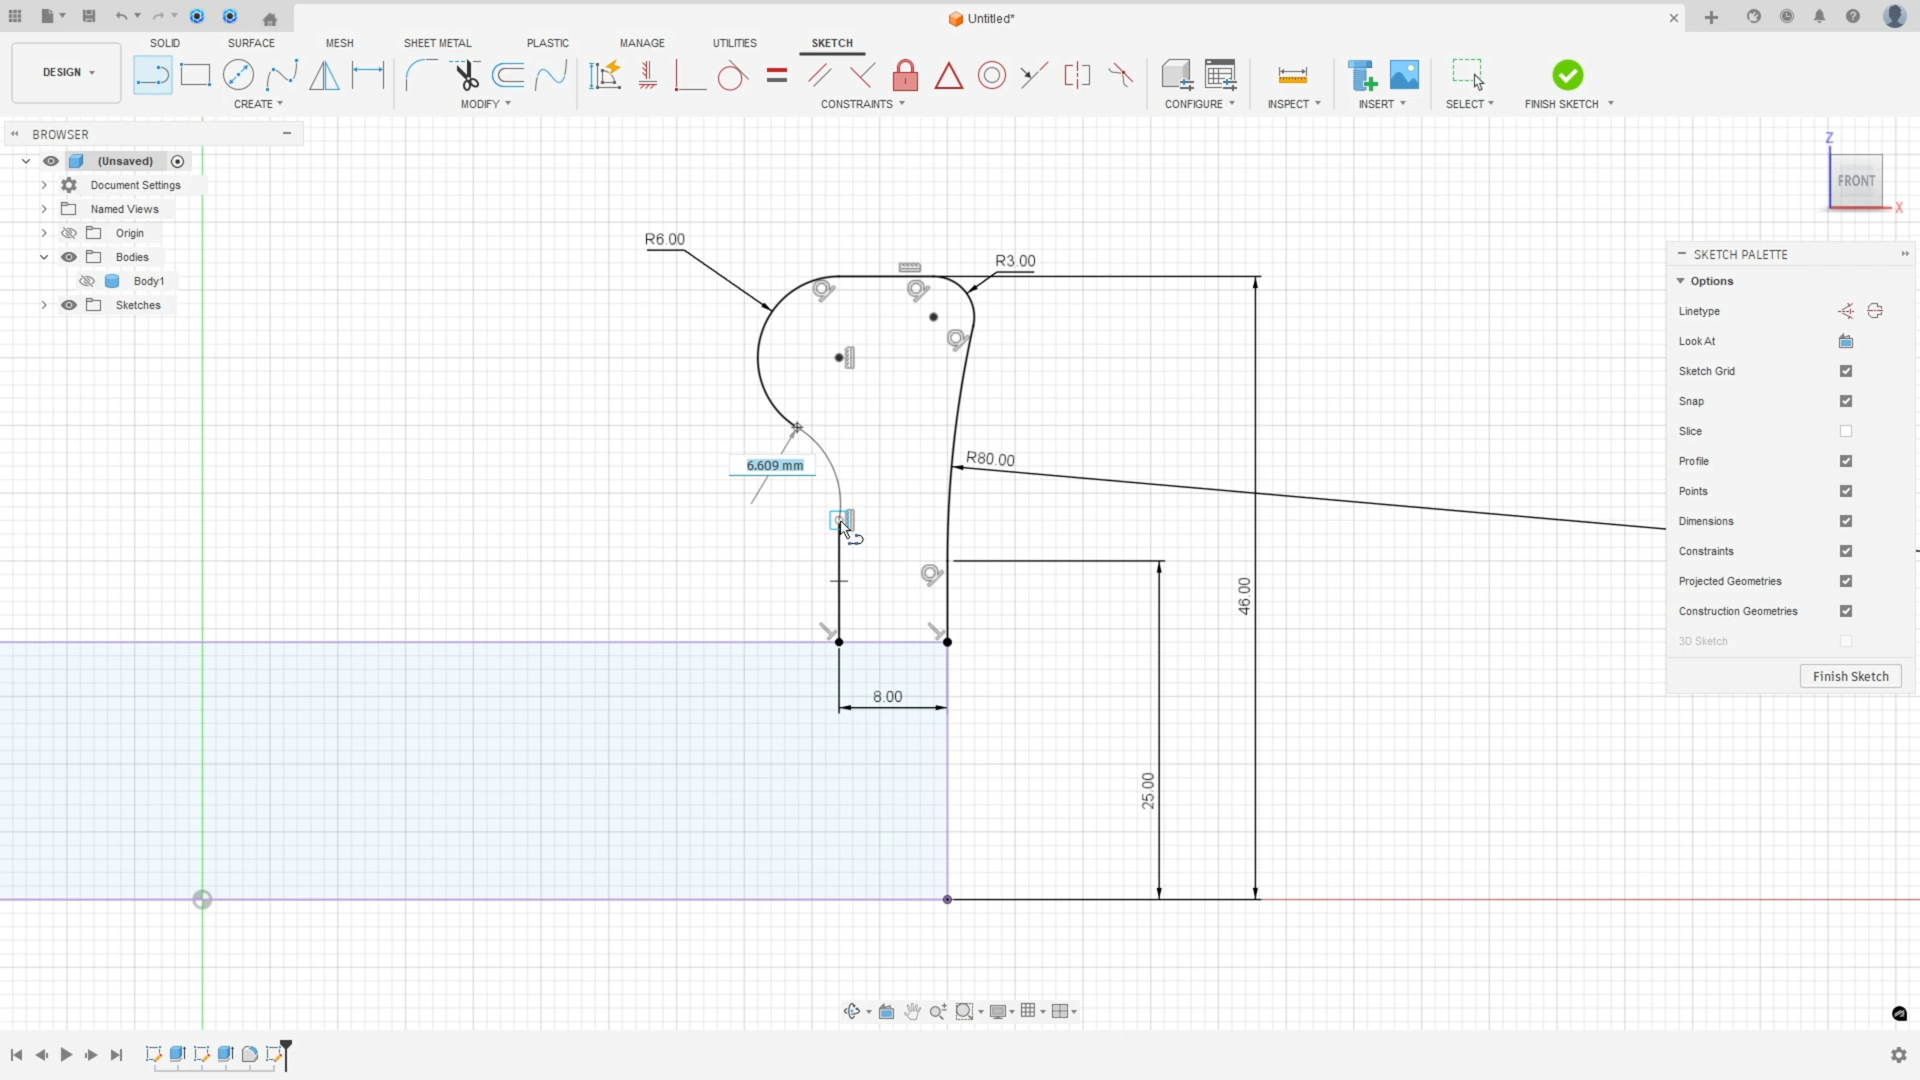 Untitled*
SOLID SURFACE MESH SHEET METAL PLASTIC MANAGE UTILITIES SKETCH
DESIGN
CREATE MODIFY CONSTRAINTS CONFIGURE INSPECT INSERT SELECT FINISH SKETCH
BROWSER
(Unsaved)
Document Settings
Named Views
Origin
Bodies
Body1
Sketches
Z
FRONT
X
R6.00
R3.00
6.609 mm
R80.00
46.00
8.00
25.00
SKETCH PALETTE
Options
Linetype
Look At
Sketch Grid
Snap
Slice
Profile
Points
Dimensions
Constraints
Projected Geometries
Construction Geometries
3D Sketch
Finish Sketch